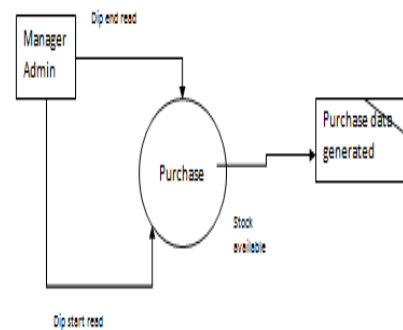 Dip end read
Manager
Admin
Purchase data
generated
Purchase
Stock
available
Dip start read